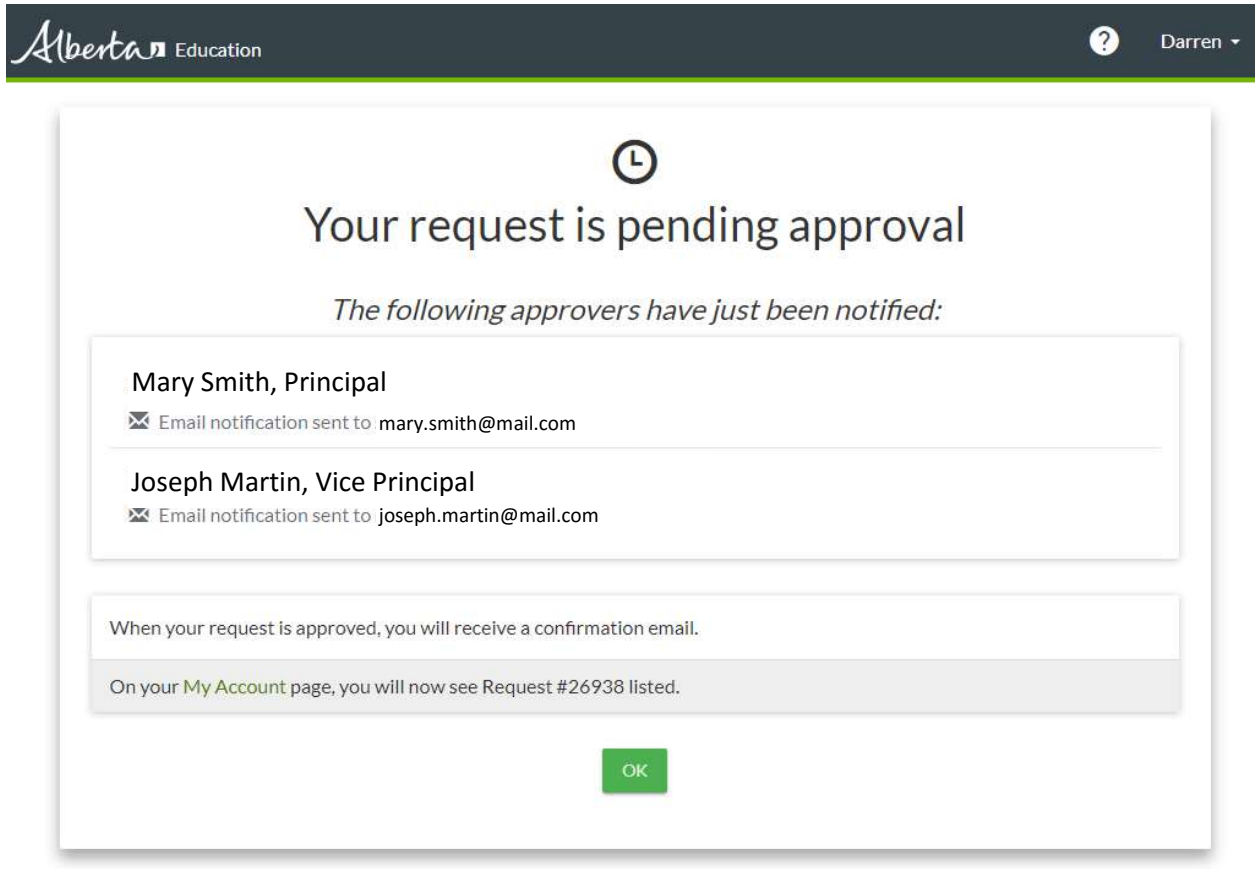 Alberta Education
? Darren
Your request is pending approval
The following approvers have just been notified:
Mary Smith, Principal
Email notification sent to mary.smith@mail.com
Joseph Martin, Vice Principal
Email notification sent to joseph.martin@mail.com
When your request is approved, you will receive a confirmation email.
On your My Account page, you will now see Request #26938 listed.
OK